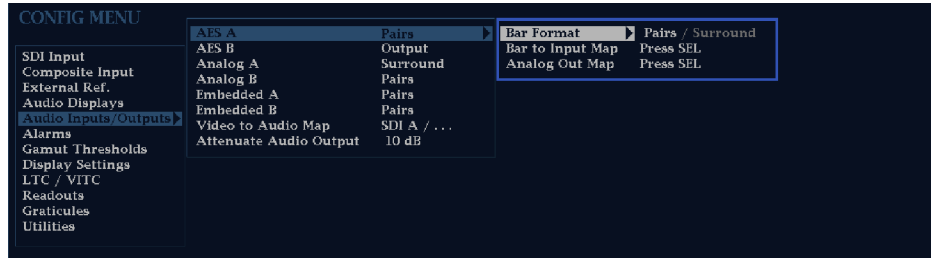 CONFIG MENU
SDI Input
Composite Input
External Ref.
Audio Displays
Audio Inputs/Outputs
Alarms
Gamut Thresholds
Display Settings
LTC / VITC
Readouts
Graticules
Utilities
AES A Pairs
AES B Output
Analog A Surround
Analog B Pairs
Embedded A Pairs
Embedded B Pairs
Video to Audio Map SDI A / ...
Attenuate Audio Output 10 dB
Bar Format Pairs / Surround
Bar to Input Map Press SEL
Analog Out Map Press SEL